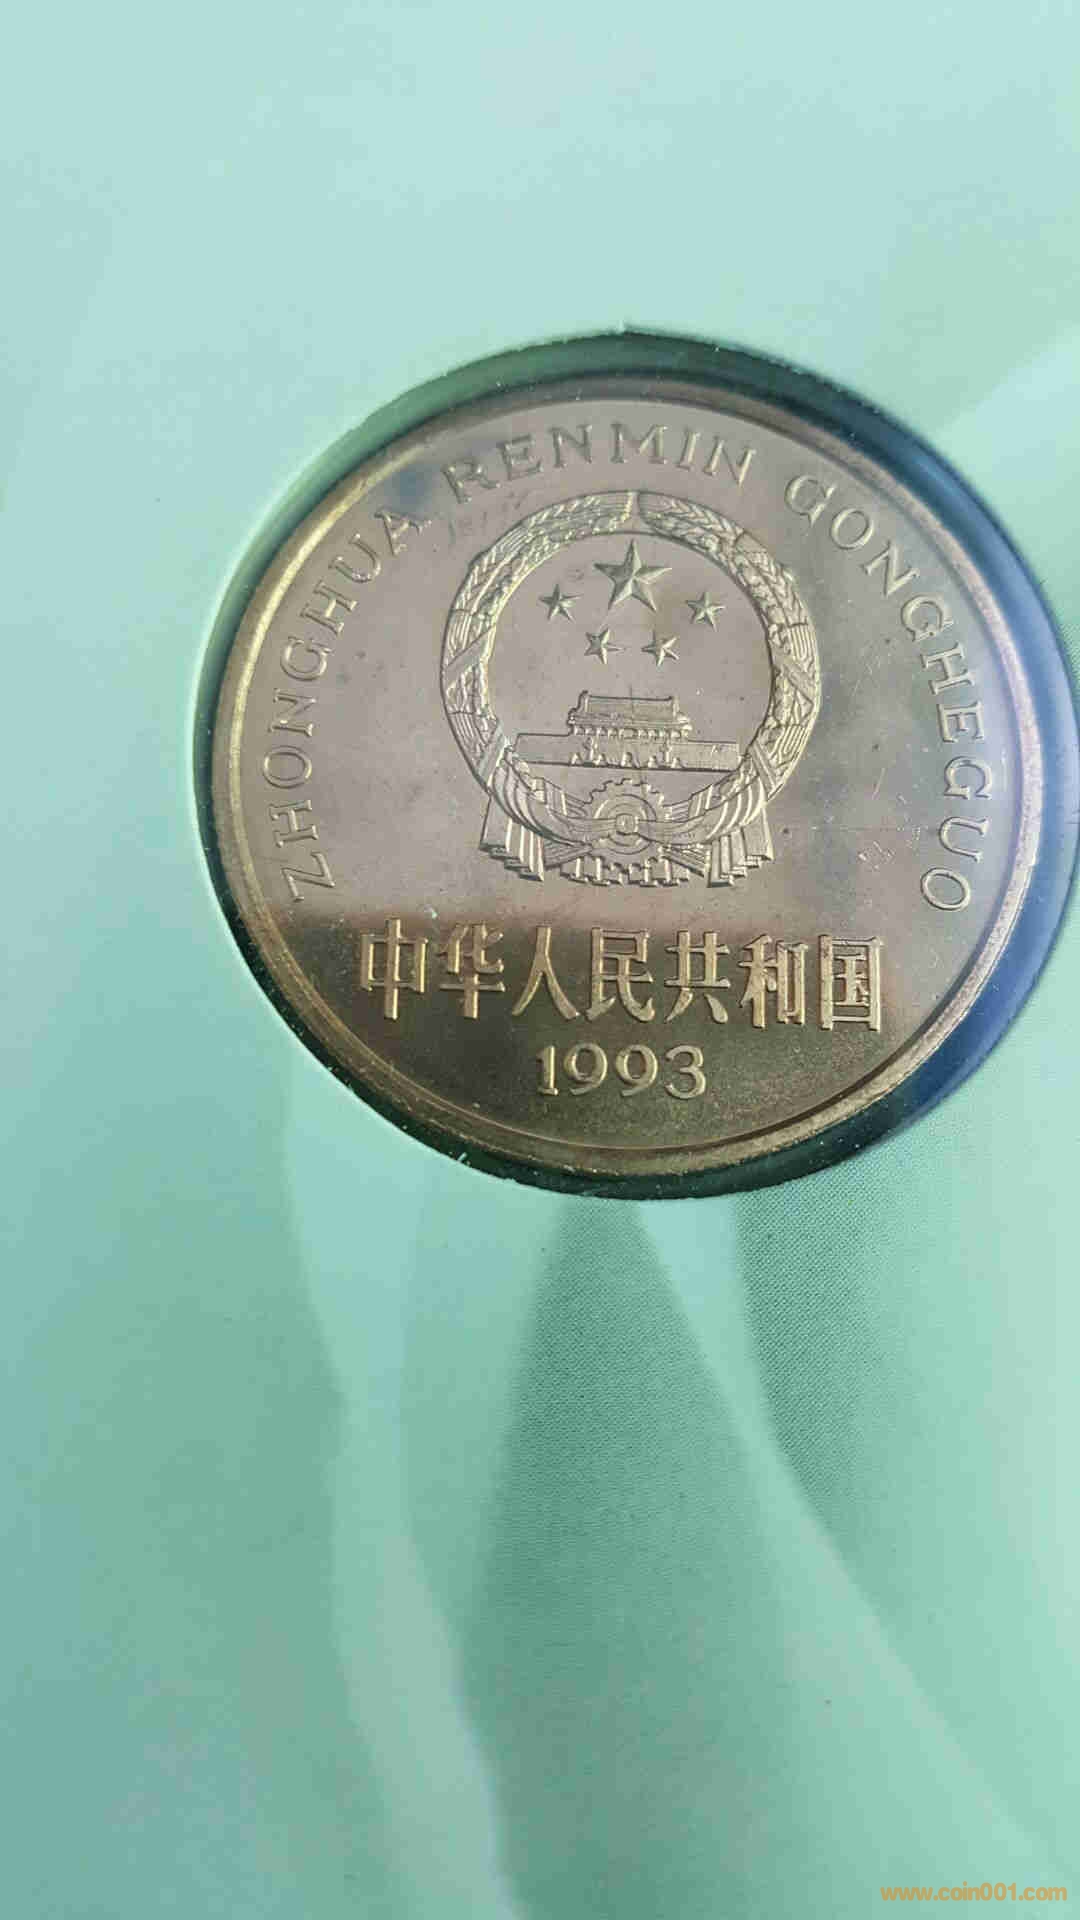 ZHONGHUA RENMIN GONGHEGUO
中华人民共和国
1993
www.coin001.com